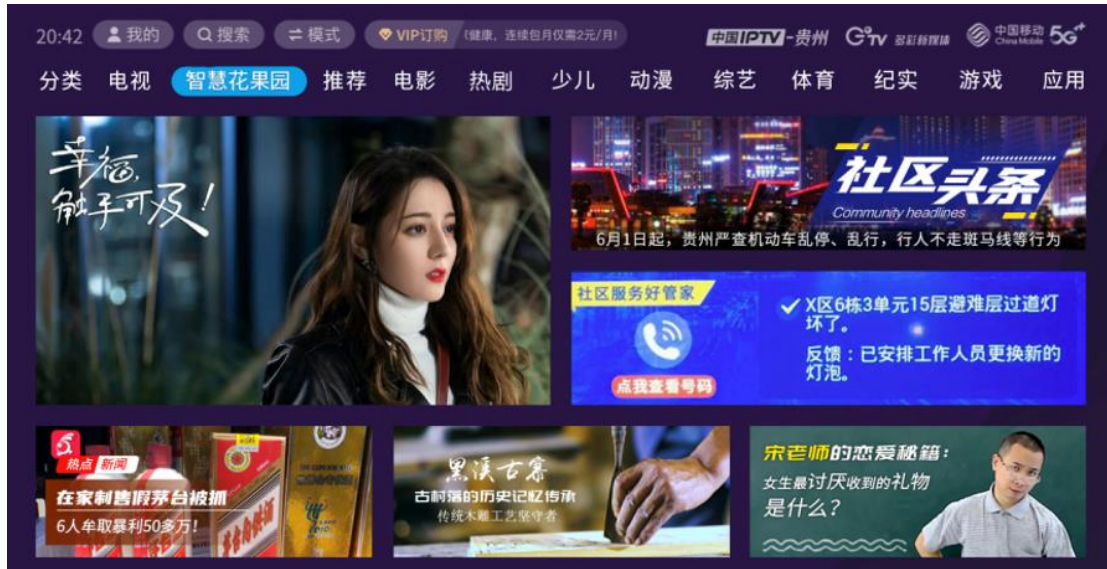 20:42 我的 搜索 模式 VIP订购 健康，连续包月仅需2元/月! 中国IPTV-贵州 GTV 多彩新媒体 中国移动 China Mobile 5G+
分类 电视 智慧花果园 推荐 电影 热剧 少儿 动漫 综艺 体育 纪实 游戏 应用
幸福，
触手可及！
社区头条
Community headlines
6月1日起，贵州严查机动车乱停、乱行，行人不走斑马线等行为
社区服务好管家
点我查看号码
X区6栋3单元15层避难层过道灯
坏了。
反馈：已安排工作人员更换新的
灯泡。
热点 新闻
在家制售假茅台被抓
6人牟取暴利50多万！
黑溪古寨
古村落的历史记忆传承
传统木雕工艺坚守者
宋老师的恋爱秘籍：
女生最讨厌收到的礼物
是什么？